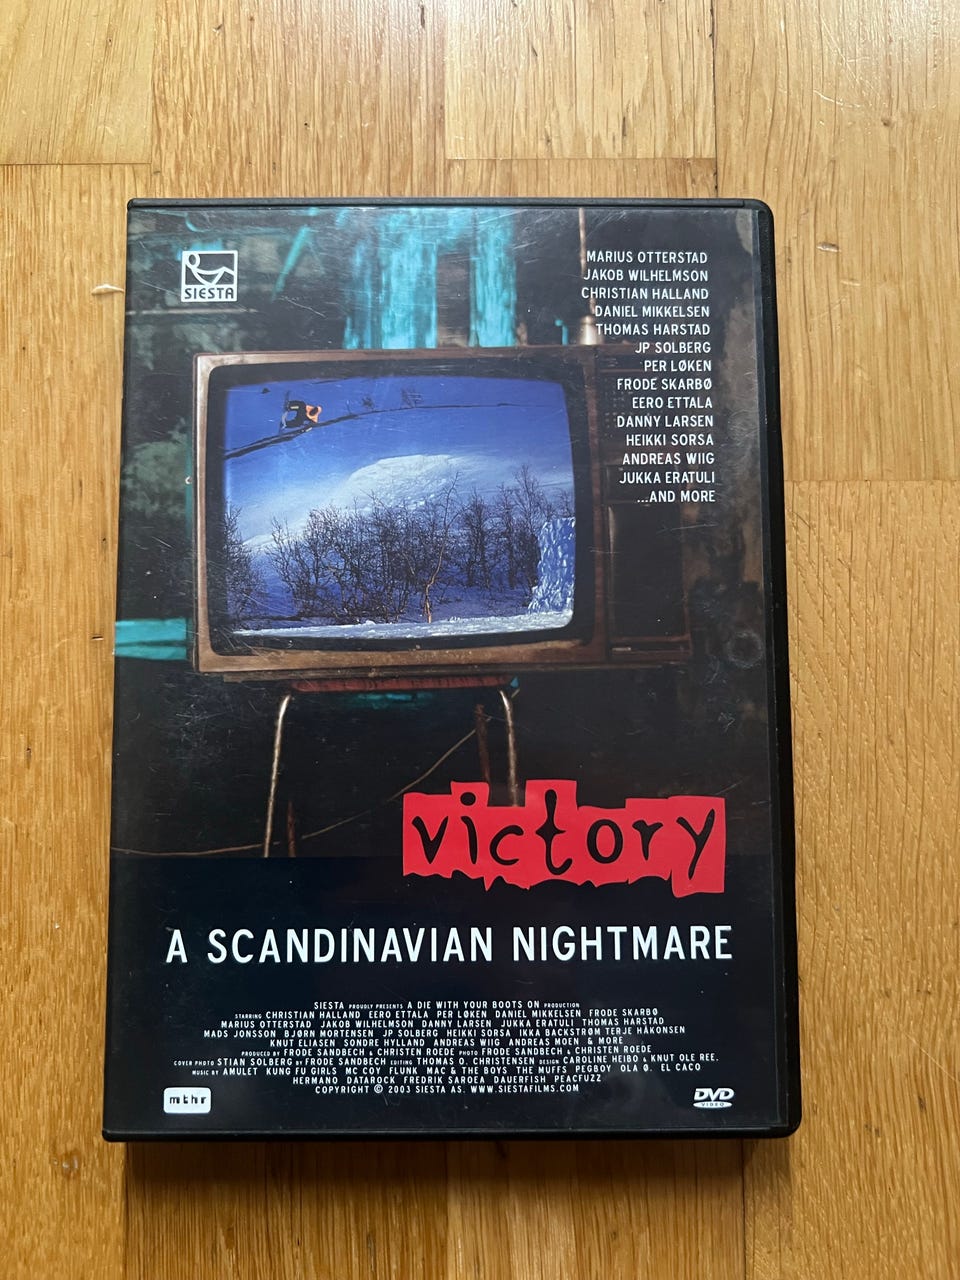 SIESTA
MARIUS OTTERSTAD
JAKOB WILHELMSON
CHRISTIAN HALLAND
DANIEL MIKKELSEN
THOMAS HARSTAD
JP SOLBERG
PER LØKEN
FRODE SKARBØ
EERO ETTALA
DANNY LARSEN
HEIKKI SORSA
ANDREAS WIIG
JUKKA ERATULI
...AND MORE
victory
A SCANDINAVIAN NIGHTMARE
SIESTA PROUDLY PRESENTS A DIE WITH YOUR BOOTS ON PRODUCTION
STARRING CHRISTIAN HALLAND EERO ETTALA PER LØKEN DANIEL MIKKELSEN FRODE SKARBØ
MARIUS OTTERSTAD JAKOB WILHELMSON DANNY LARSEN JUKKA ERATULI THOMAS HARSTAD
MADS JONSSON BJØRN MORTENSEN JP SOLBERG HEIKKI SORSA IKKA BACKSTRØM TERJE HÅKONSEN
KNUT ELIASEN SONDRE HYLLAND ANDREAS WIIG ANDREAS MOEN & MORE
PRODUCED BY FRODE SANDBECH & CHRISTEN ROEDE PHOTO FRODE SANDBECH & CHRISTEN ROEDE
COVER PHOTO STIAN SOLBERG BY FRODE SANDBECH EDITING THOMAS O. CHRISTENSEN DESIGN CAROLINE HEIBO & KNUT OLE REE.
MUSIC BY AMULET KUNG FU GIRLS MC COY FLUNK MAC & THE BOYS THE MUFFS PEGBOY OLA Ø. EL CACO
HERMANO DATAROCK FREDRIK SAROEA DAUERFISH PEACFUZZ
COPYRIGHT © 2003 SIESTA AS. WWW.SIESTAFILMS.COM
mthr
DVD
VIDEO